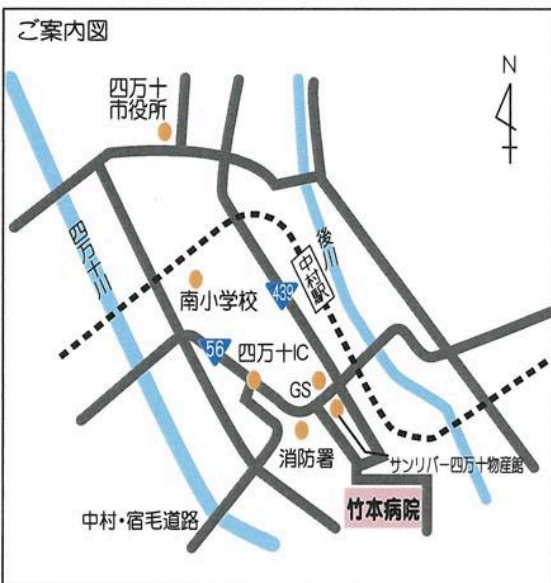 ご案内図
N
四万十
市役所
四万十川
後川
中村駅
南小学校
439
56
四万十IC
GS
消防署
サンリバー四万十物産館
竹本病院
中村・宿毛道路